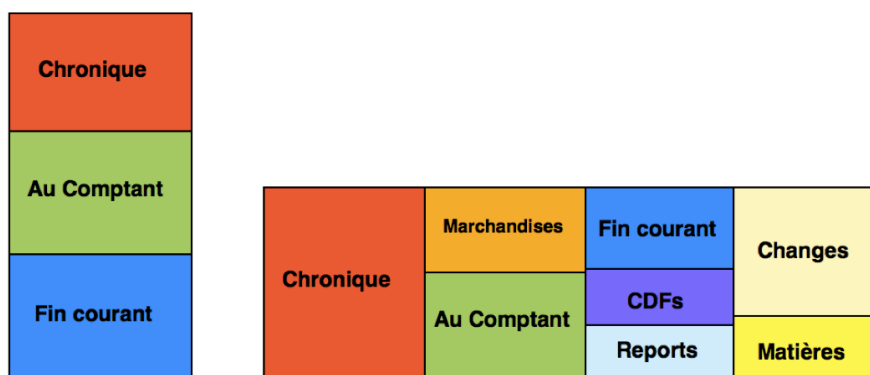 Chronique
Au Comptant
Fin courant
Chronique
Marchandises
Au Comptant
Fin courant
CDFs
Reports
Changes
Matières